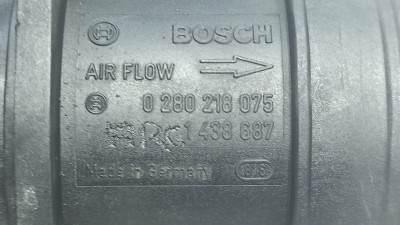 BOSCH
AIR FLOW
0 280 218 075
1 438 687
Made in Germany